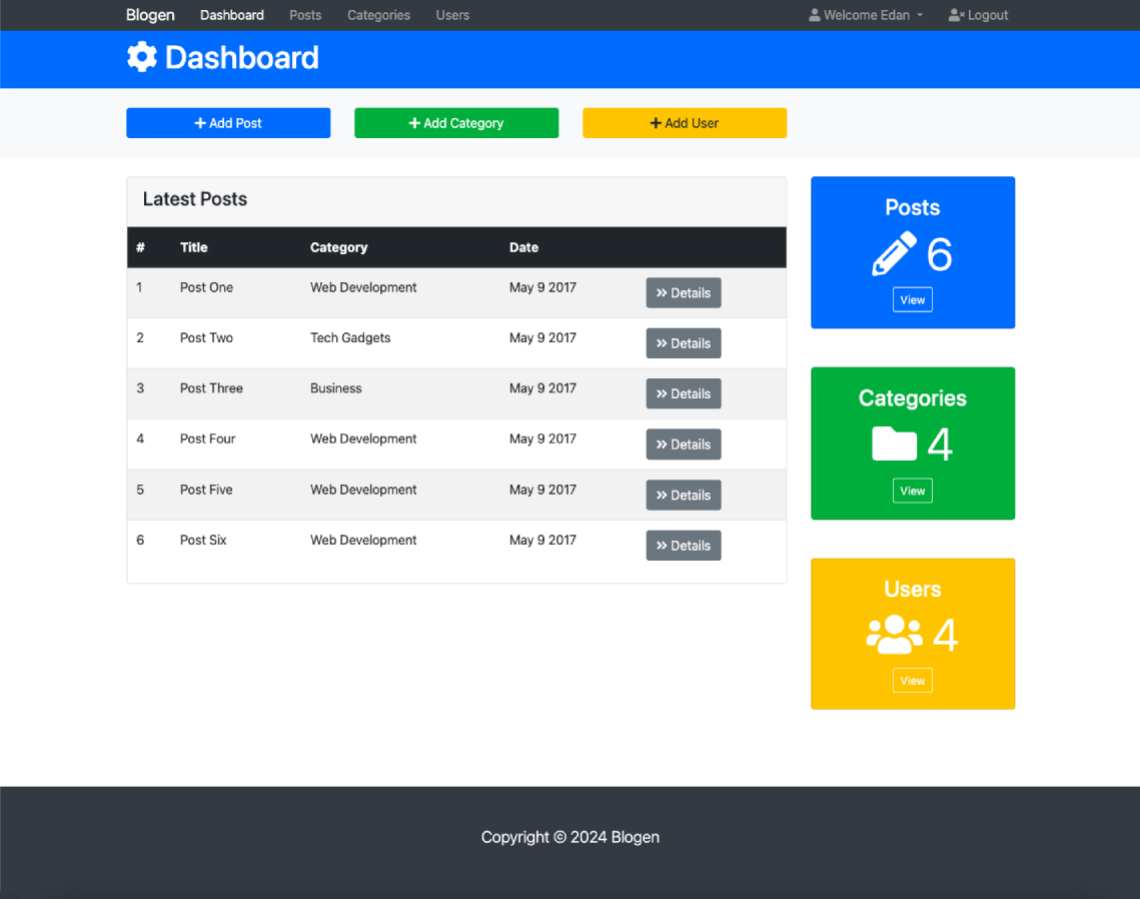 Blogen Dashboard Posts Categories Users Welcome Edan Logout
Dashboard
+ Add Post + Add Category + Add User
Latest Posts
# Title Category Date
1 Post One Web Development May 9 2017 Details
2 Post Two Tech Gadgets May 9 2017 Details
3 Post Three Business May 9 2017 Details
4 Post Four Web Development May 9 2017 Details
5 Post Five Web Development May 9 2017 Details
6 Post Six Web Development May 9 2017 Details
Posts
6
View
Categories
4
View
Users
4
View
Copyright © 2024 Blogen